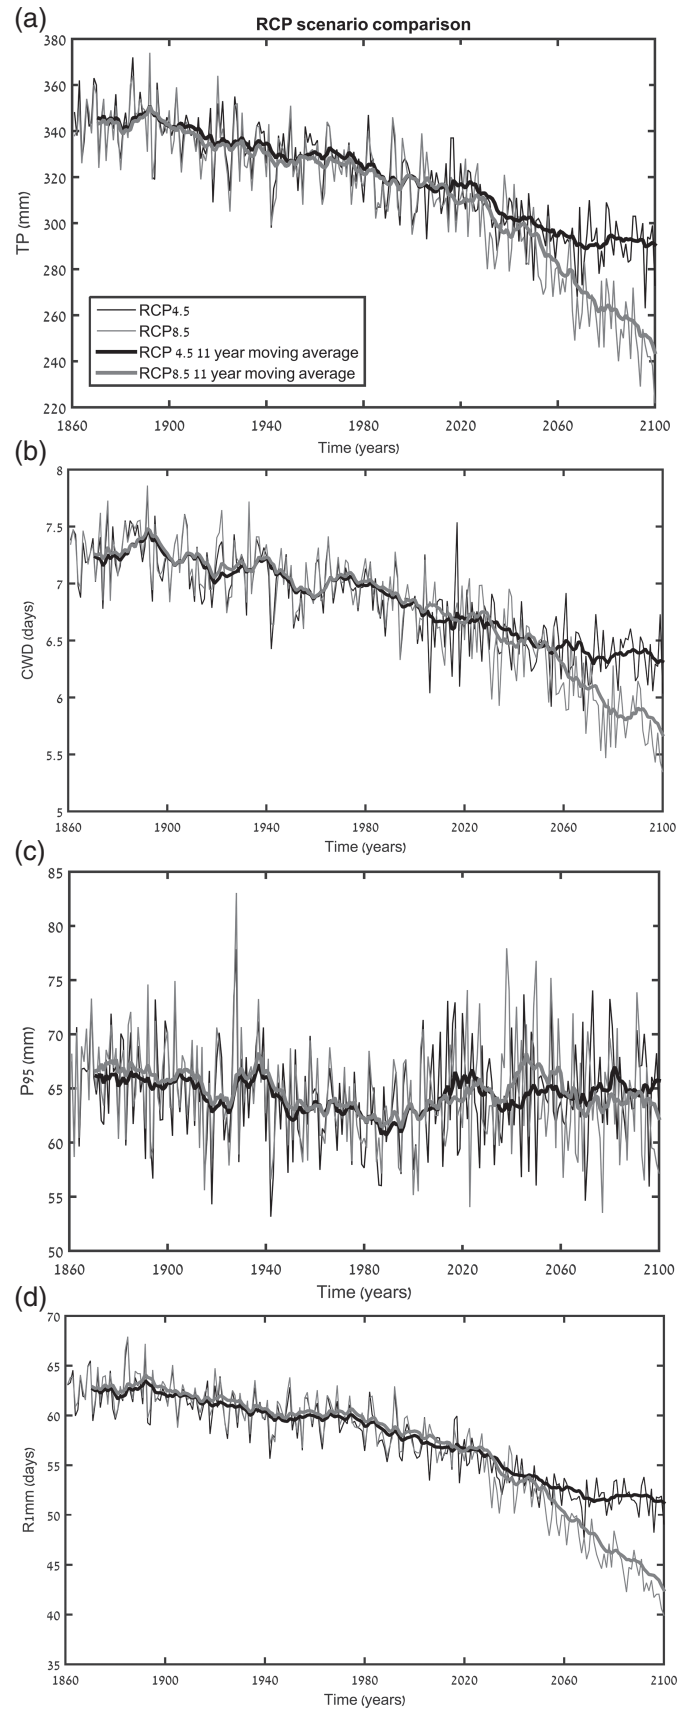 (a)
RCP scenario comparison
380
360
340
320
300
280
260
240
220
TP (mm)
RCP4.5
RCP8.5
RCP 4.5 11 year moving average
RCP8.5 11 year moving average
1860 1900 1940 1980 2020 2060 2100
Time (years)
(b)
8
7.5
7
6.5
6
5.5
5
CWD (days)
1860 1900 1940 1980 2020 2060 2100
Time (years)
(c)
85
80
75
70
65
60
55
50
P95 (mm)
1860 1900 1940 1980 2020 2060 2100
Time (years)
(d)
70
65
60
55
50
45
40
35
R1mm (days)
1860 1900 1940 1980 2020 2060 2100
Time (years)